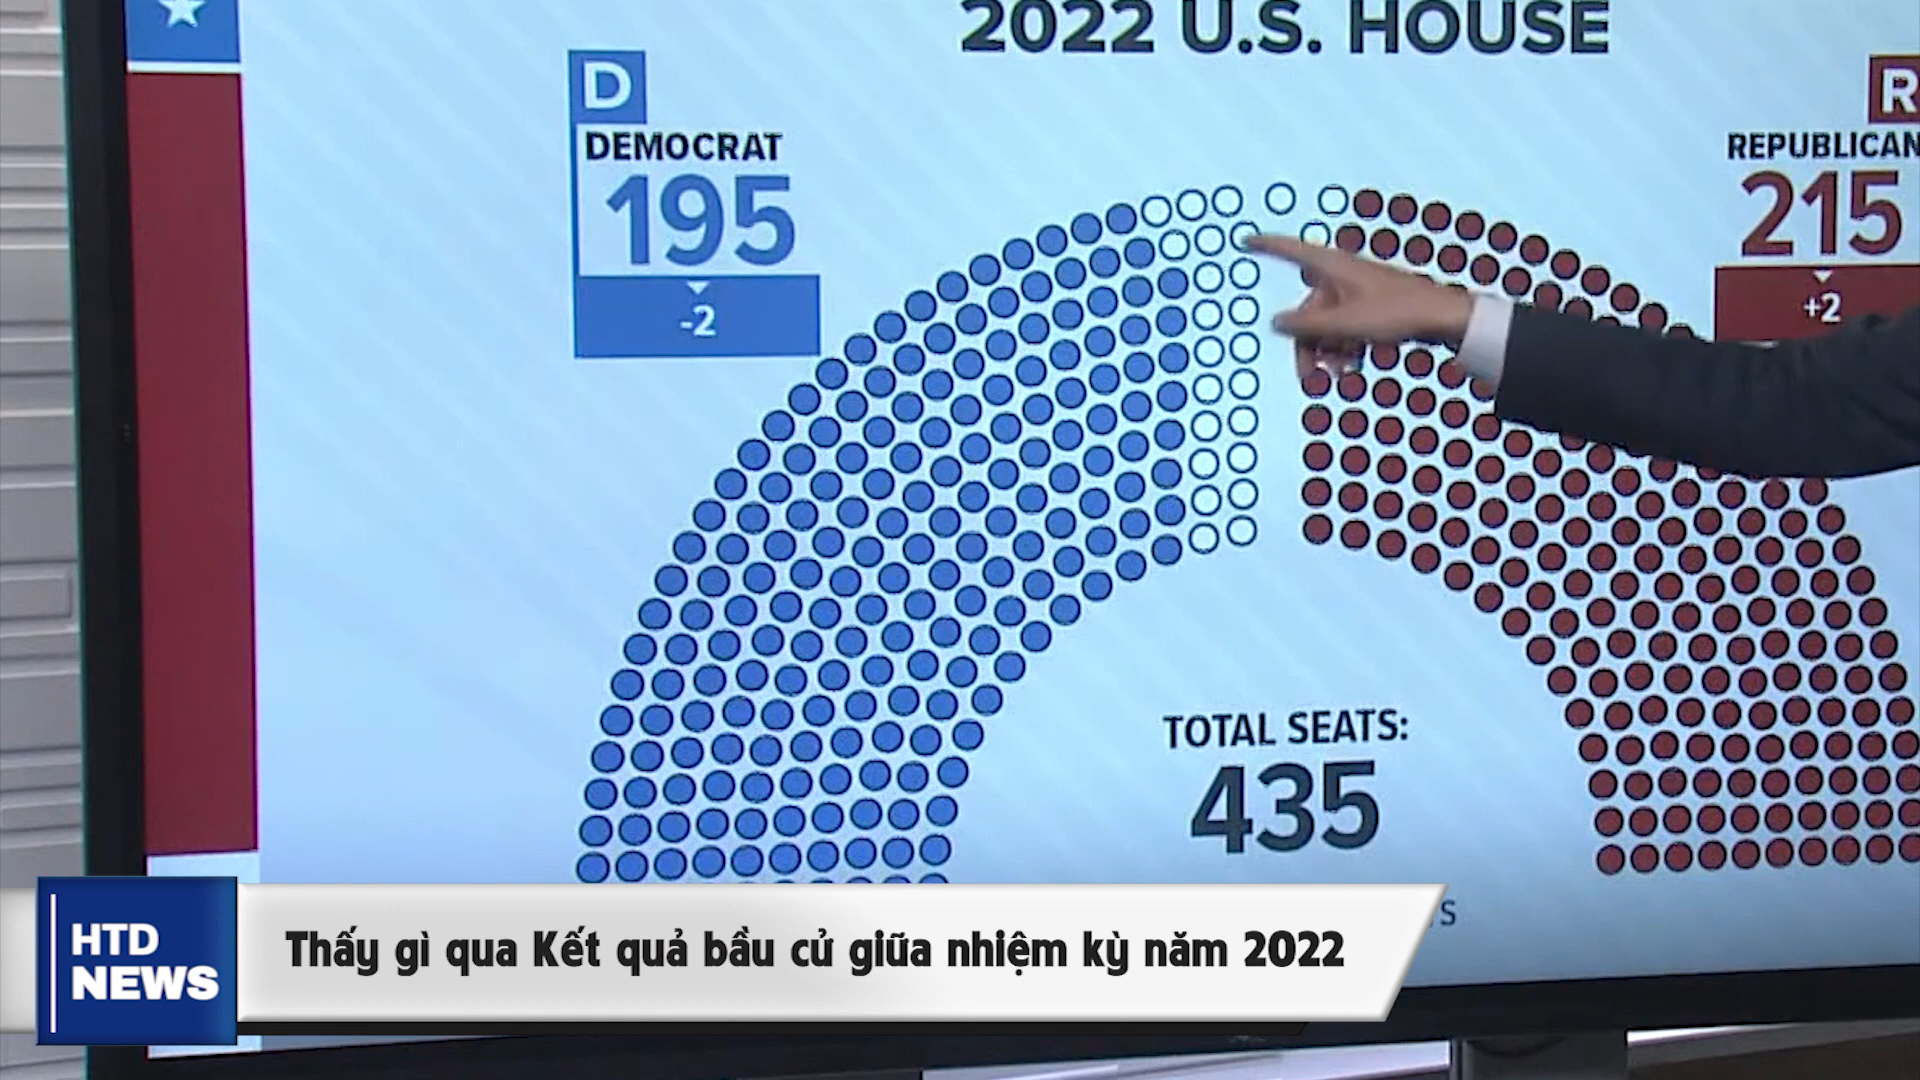 2022 U.S. HOUSE
D
DEMOCRAT
195
-2
R
REPUBLICAN
215
+2
TOTAL SEATS:
435
HTD
NEWS
Thấy gì qua Kết quả bầu cử giữa nhiệm kỳ năm 2022